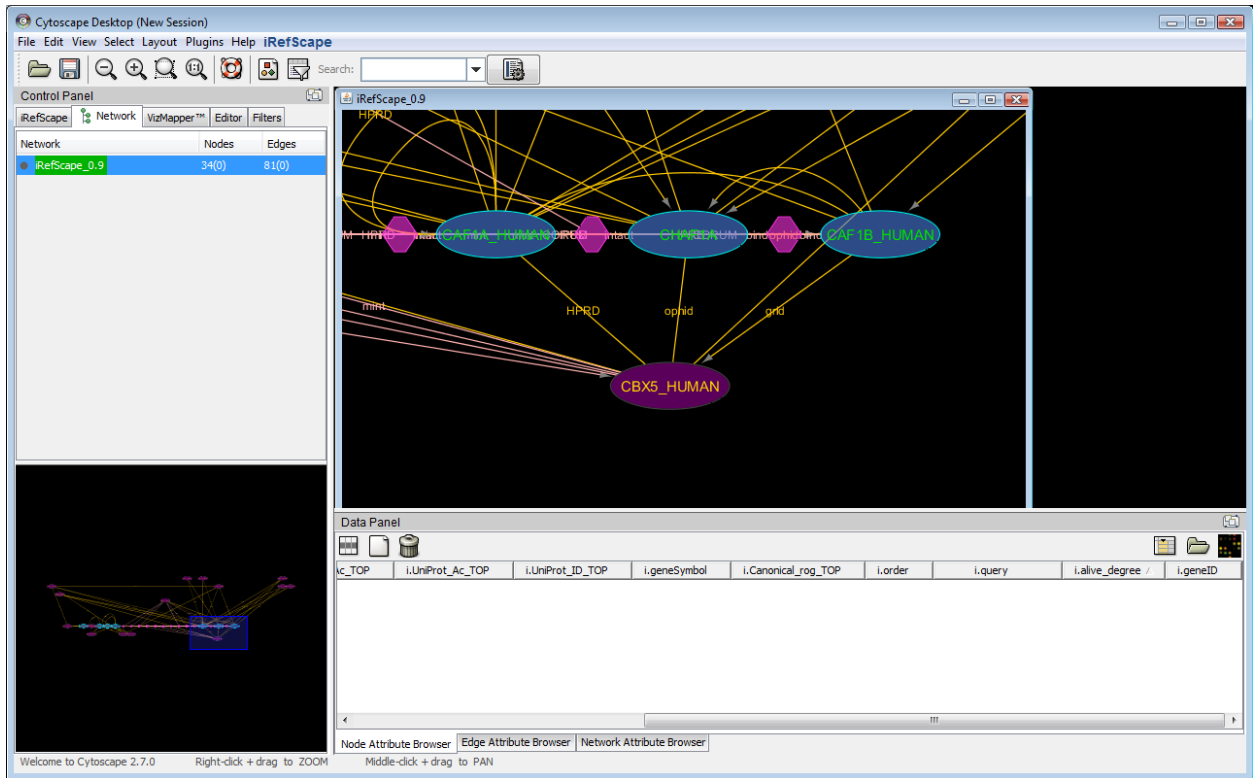 Cytoscape Desktop (New Session)
File Edit View Select Layout Plugins Help iRefScape
Search:
Control Panel
iRefScape Network VizMapper™ Editor Filters
Network Nodes Edges
iRefScape_0.9 34(0) 81(0)
iRefScape_0.9
HPRD
CAF1A_HUMAN
CAF1B_HUMAN
mint
HPRD ophid grid
CBX5_HUMAN
Data Panel
Ac_TOP i.UniProt_Ac_TOP i.UniProt_ID_TOP i.geneSymbol i.Canonical_rog_TOP i.order i.query i.alive_degree i.geneID
Node Attribute Browser Edge Attribute Browser Network Attribute Browser
Welcome to Cytoscape 2.7.0 Right-click + drag to ZOOM Middle-click + drag to PAN